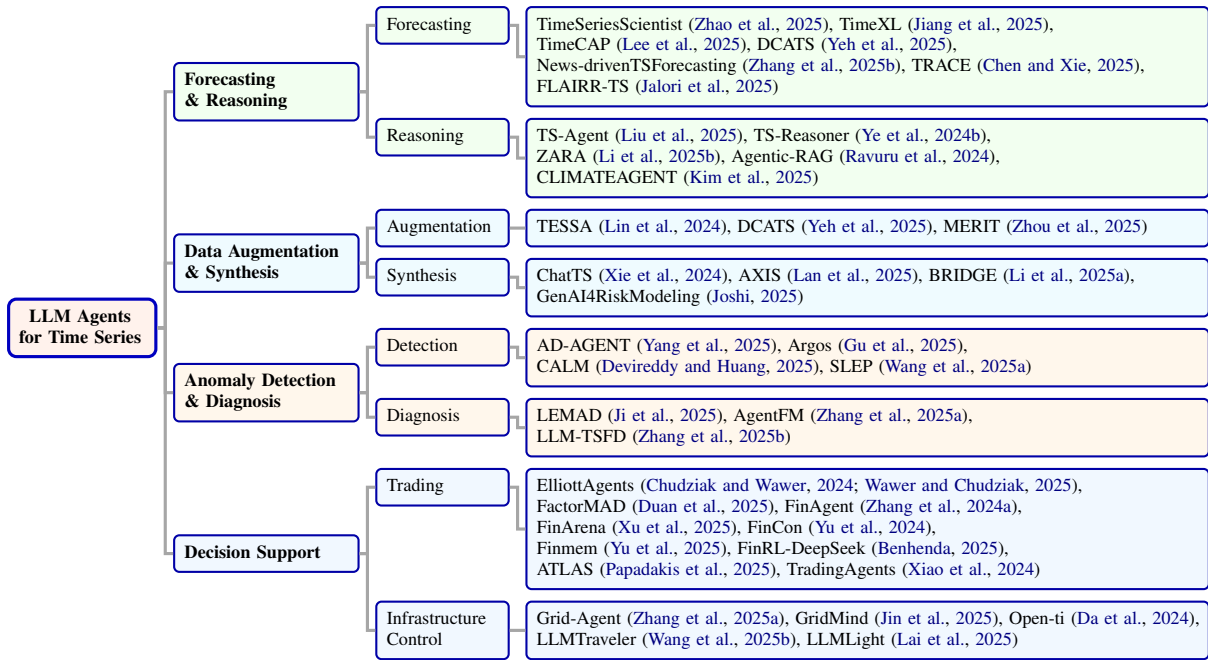 LLM Agents
for Time Series
Forecasting
& Reasoning
Forecasting
TimeSeriesScientist (Zhao et al., 2025), TimeXL (Jiang et al., 2025),
TimeCAP (Lee et al., 2025), DCATS (Yeh et al., 2025),
News-drivenTSForecasting (Zhang et al., 2025b), TRACE (Chen and Xie, 2025),
FLAIRR-TS (Jalori et al., 2025)
Reasoning
TS-Agent (Liu et al., 2025), TS-Reasoner (Ye et al., 2024b),
ZARA (Li et al., 2025b), Agentic-RAG (Ravuru et al., 2024),
CLIMATEAGENT (Kim et al., 2025)
Data Augmentation
& Synthesis
Augmentation
TESSA (Lin et al., 2024), DCATS (Yeh et al., 2025), MERIT (Zhou et al., 2025)
Synthesis
ChatTS (Xie et al., 2024), AXIS (Lan et al., 2025), BRIDGE (Li et al., 2025a),
GenAI4RiskModeling (Joshi, 2025)
Anomaly Detection
& Diagnosis
Detection
AD-AGENT (Yang et al., 2025), Argos (Gu et al., 2025),
CALM (Devireddy and Huang, 2025), SLEP (Wang et al., 2025a)
Diagnosis
LEMAD (Ji et al., 2025), AgentFM (Zhang et al., 2025a),
LLM-TSFD (Zhang et al., 2025b)
Decision Support
Trading
ElliottAgents (Chudziak and Wawer, 2024; Wawer and Chudziak, 2025),
FactorMAD (Duan et al., 2025), FinAgent (Zhang et al., 2024a),
FinArena (Xu et al., 2025), FinCon (Yu et al., 2024),
Finmem (Yu et al., 2025), FinRL-DeepSeek (Benhenda, 2025),
ATLAS (Papadakis et al., 2025), TradingAgents (Xiao et al., 2024)
Infrastructure
Control
Grid-Agent (Zhang et al., 2025a), GridMind (Jin et al., 2025), Open-ti (Da et al., 2024),
LLMTraveler (Wang et al., 2025b), LLMLight (Lai et al., 2025)